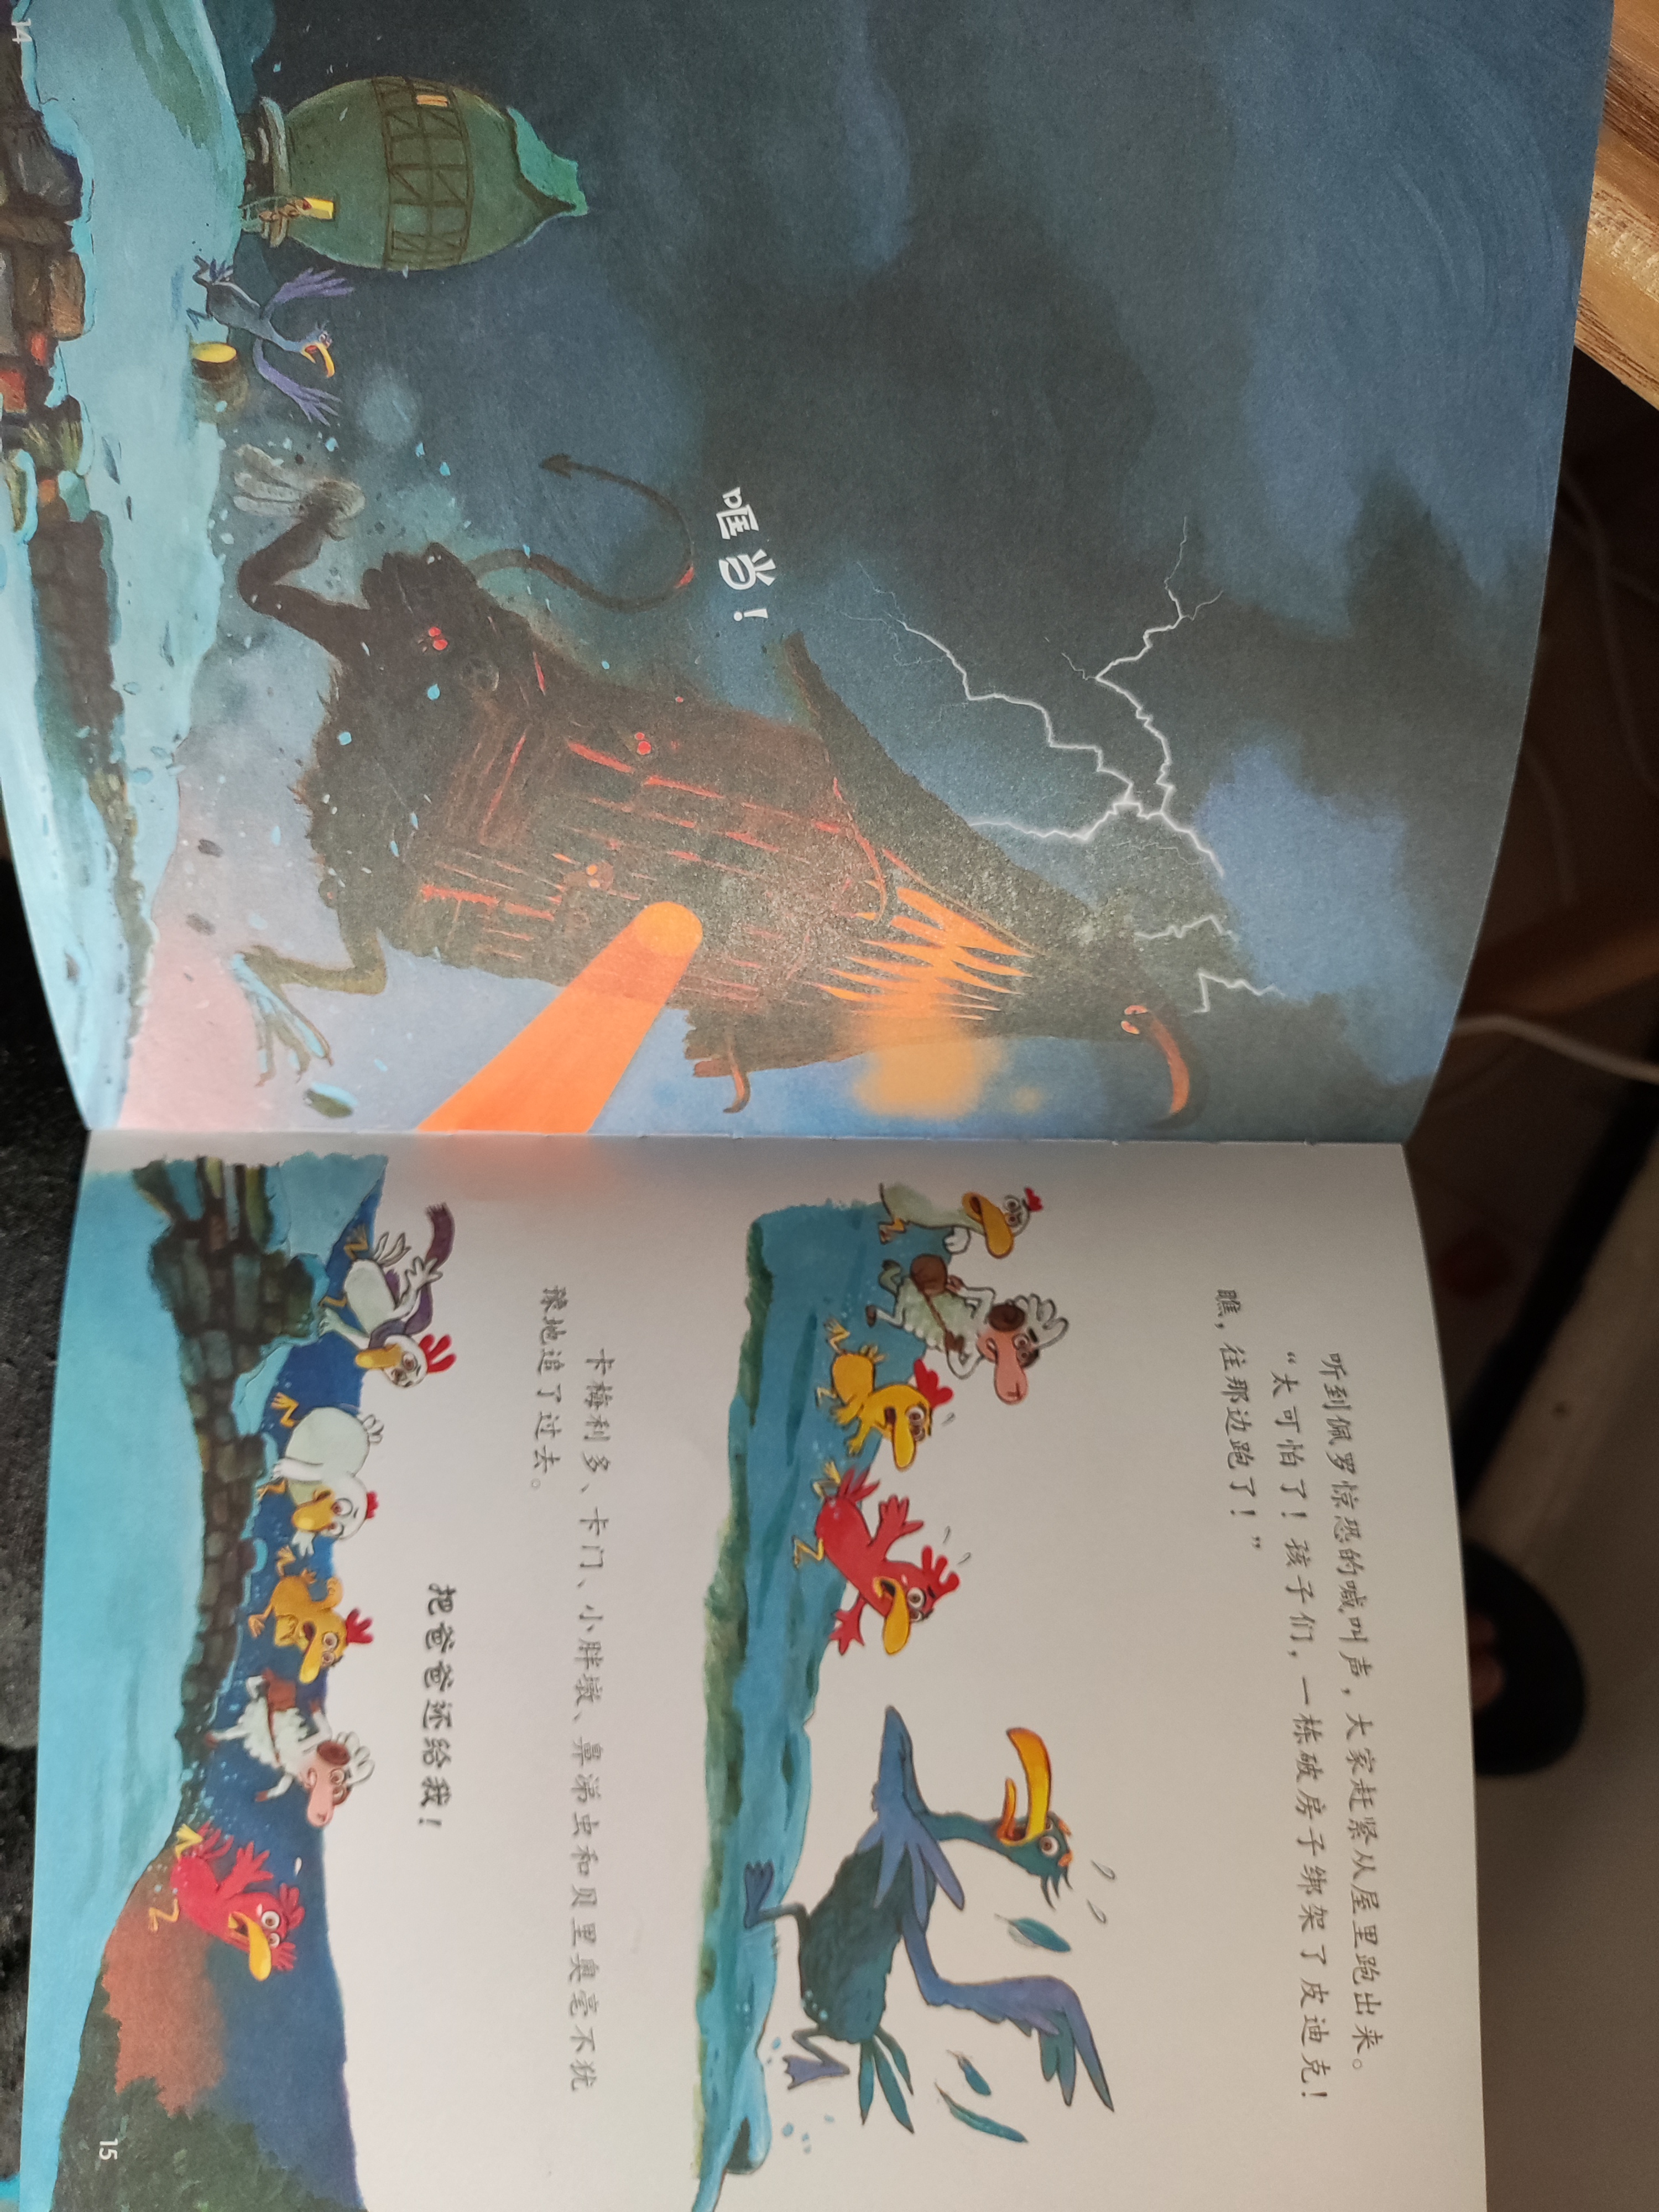 哐当！
14
听到佩罗惊恐的喊叫声，大家赶紧从屋里跑出来。
“太可怕了！孩子们，一栋破房子绑架了皮迪克！
瞧，往那边跑了！”
卡梅利多、卡门、小胖墩、鼻涕虫和贝里奥毫不犹
豫地追了过去。
把爸爸还给我！
15